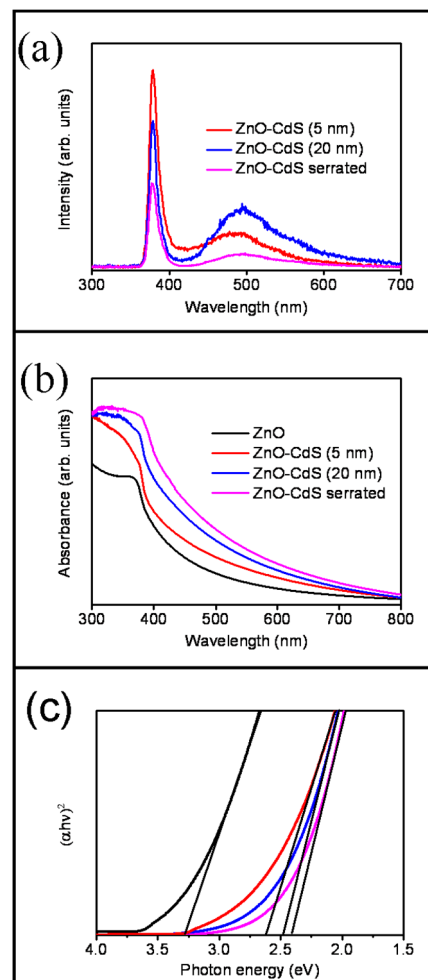 (a)
Intensity (arb. units)
ZnO-CdS (5 nm)
ZnO-CdS (20 nm)
ZnO-CdS serrated
300 400 500 600 700
Wavelength (nm)
(b)
Absorbance (arb. units)
ZnO
ZnO-CdS (5 nm)
ZnO-CdS (20 nm)
ZnO-CdS serrated
300 400 500 600 700 800
Wavelength (nm)
(c)
(αhν)²
4.0 3.5 3.0 2.5 2.0 1.5
Photon energy (eV)